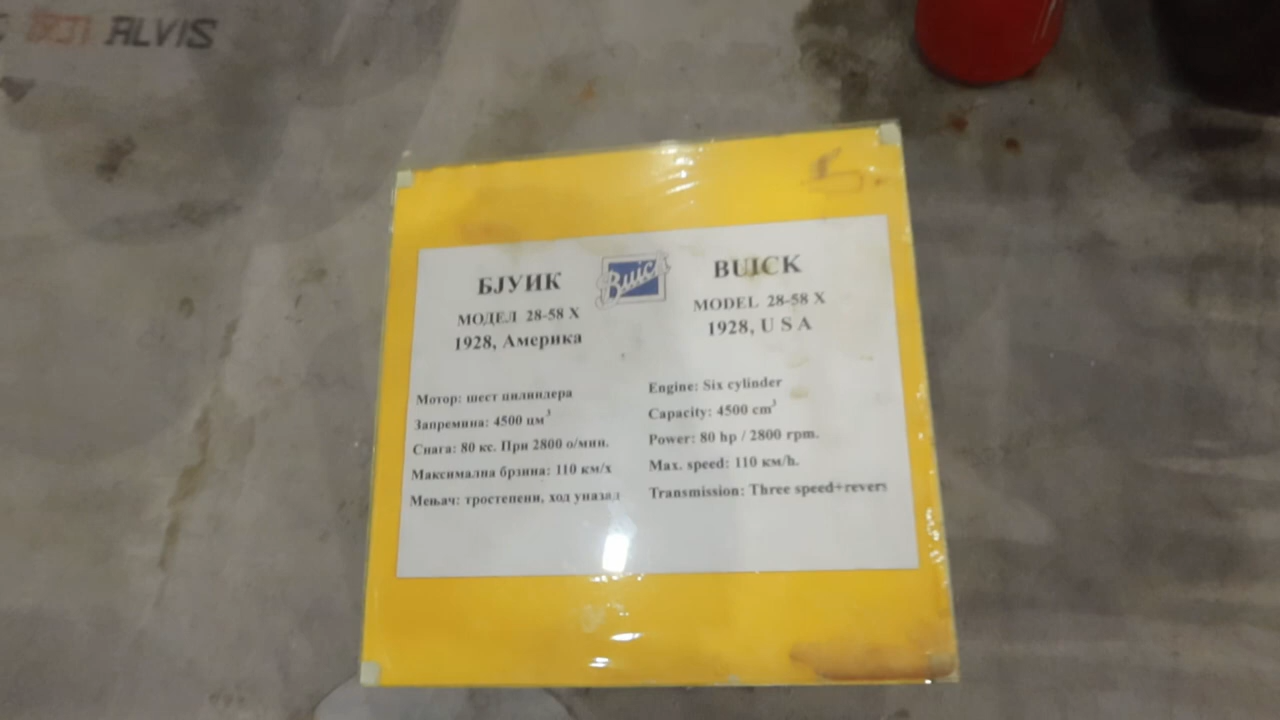 ALVIS
БЈУИК
МОДЕЛ 28-58 X
1928, Америка
Мотор: шест цилиндера
Запремина: 4500 цм³
Снага: 80 кс. При 2800 о/мин.
Максимална брзина: 110 км/х
Мењач: тростепени, ход уназад
Buick
BUICK
MODEL 28-58 X
1928, U S A
Engine: Six cylinder
Capacity: 4500 cm³
Power: 80 hp / 2800 rpm.
Max. speed: 110 км/h.
Transmission: Three speed+revers